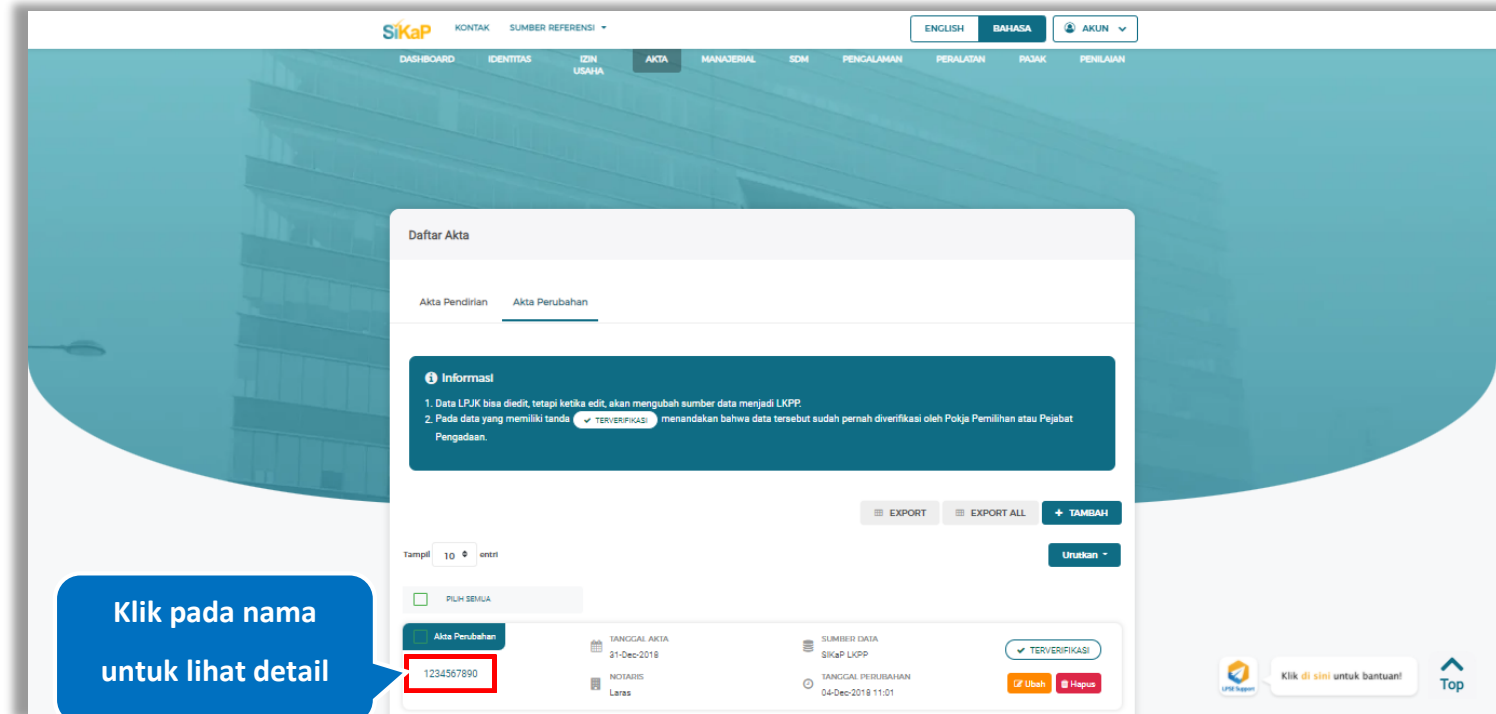 SiKaP KONTAK SUMBER REFERENSI ENGLISH BAHASA AKUN
DASHBOARD IDENTITAS IZIN USAHA AKTA MANAJERIAL SDM PENGALAMAN PERALATAN PAJAK PENILAIAN
Daftar Akta
Akta Pendirian Akta Perubahan
Informasi
1. Data LPJK bisa diedit, tetapi ketika edit, akan mengubah sumber data menjadi LKPP.
2. Pada data yang memiliki tanda TERVERIFIKASI menandakan bahwa data tersebut sudah pernah diverifikasi oleh Pokja Pemilihan atau Pejabat
Pengadaan.
EXPORT EXPORT ALL + TAMBAH
Tampil 10 entri Urutkan
PILIH SEMUA
Klik pada nama
untuk lihat detail
Akta Perubahan
1234567890
TANGGAL AKTA
31-Dec-2018
NOTARIS
Laras
SUMBER DATA
SIKaP LKPP
TANGGAL PERUBAHAN
04-Dec-2018 11:01
TERVERIFIKASI
Ubah Hapus
LPSE Support
Klik di sini untuk bantuan!
Top